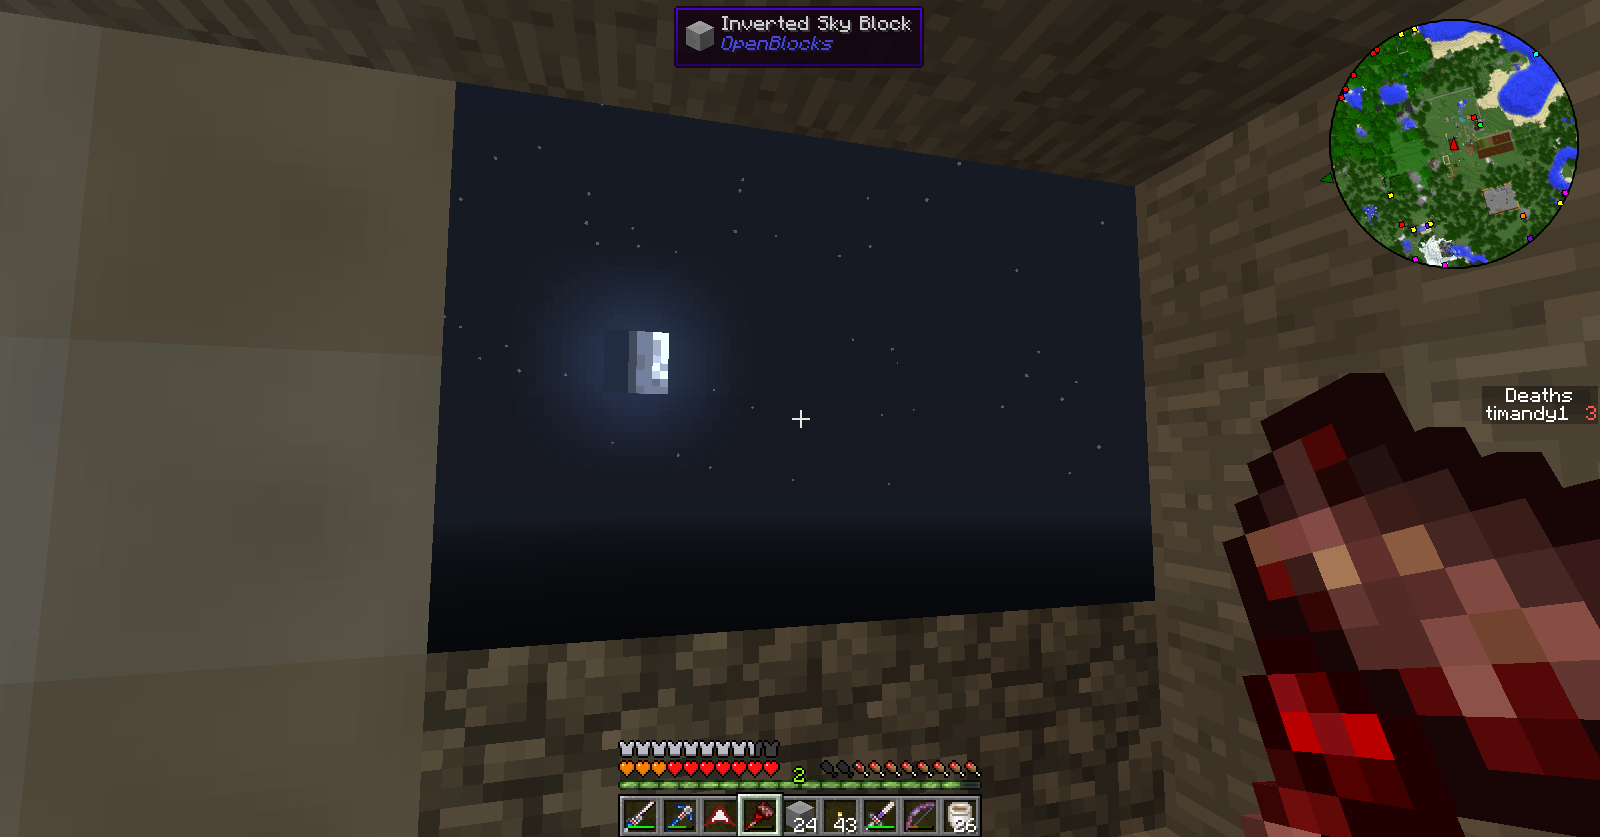 Inverted Sky Block
OpenBlocks
Deaths
timandy1 3
2
24
43
26